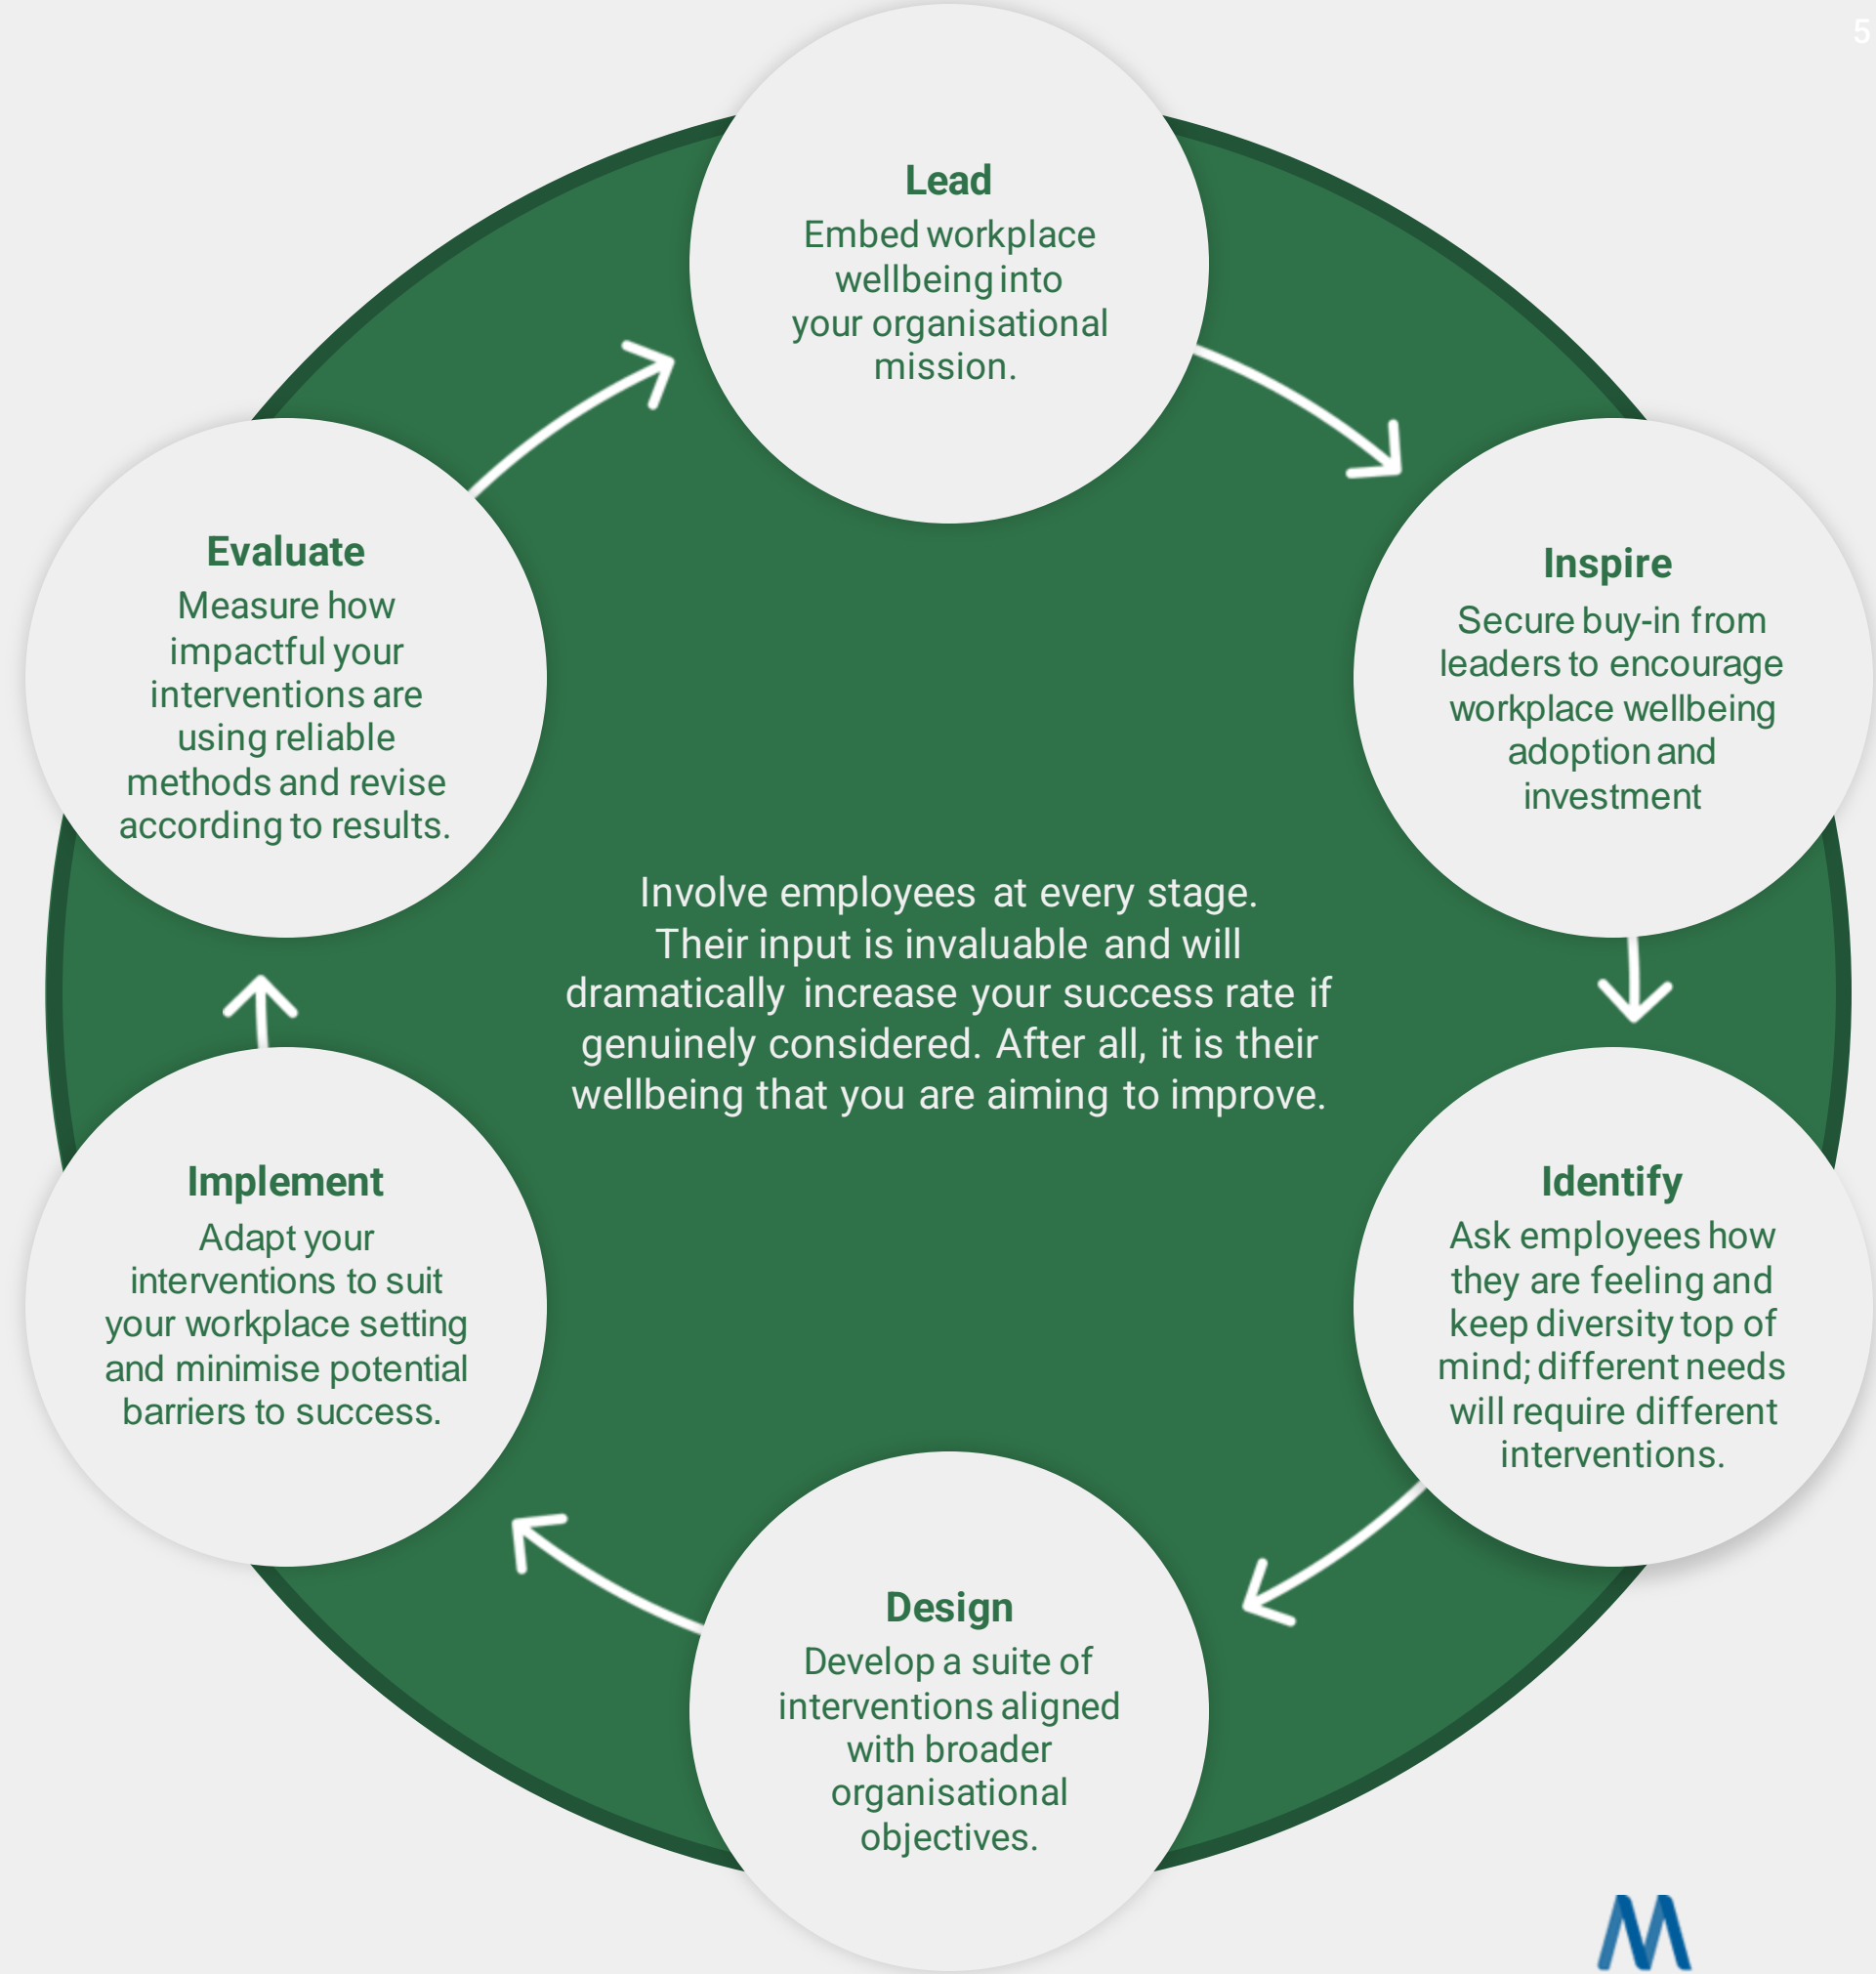 5
Lead
Embed workplace
wellbeing into
your organisational
mission.
Inspire
Secure buy-in from
leaders to encourage
workplace wellbeing
adoption and
investment
Identify
Ask employees how
they are feeling and
keep diversity top of
mind; different needs
will require different
interventions.
Design
Develop a suite of
interventions aligned
with broader
organisational
objectives.
Implement
Adapt your
interventions to suit
your workplace setting
and minimise potential
barriers to success.
Evaluate
Measure how
impactful your
interventions are
using reliable
methods and revise
according to results.
Involve employees at every stage.
Their input is invaluable and will
dramatically increase your success rate if
genuinely considered. After all, it is their
wellbeing that you are aiming to improve.
M